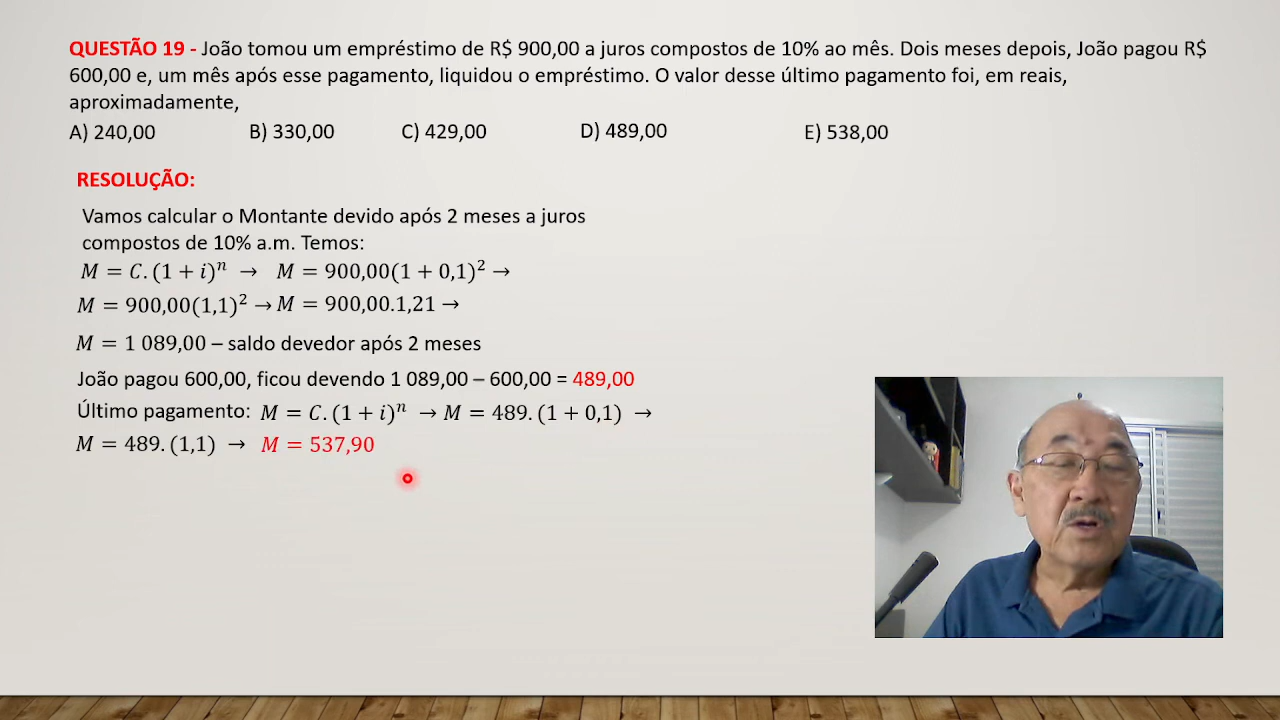 QUESTÃO 19 - João tomou um empréstimo de R$ 900,00 a juros compostos de 10% ao mês. Dois meses depois, João pagou R$
600,00 e, um mês após esse pagamento, liquidou o empréstimo. O valor desse último pagamento foi, em reais,
aproximadamente,
A) 240,00 B) 330,00 C) 429,00 D) 489,00 E) 538,00
RESOLUÇÃO:
Vamos calcular o Montante devido após 2 meses a juros
compostos de 10% a.m. Temos:
M = C.(1 + i)ⁿ → M = 900,00(1 + 0,1)² →
M = 900,00(1,1)² → M = 900,00.1,21 →
M = 1 089,00 – saldo devedor após 2 meses
João pagou 600,00, ficou devendo 1 089,00 – 600,00 = 489,00
Último pagamento: M = C.(1 + i)ⁿ → M = 489.(1 + 0,1) →
M = 489.(1,1) → M = 537,90